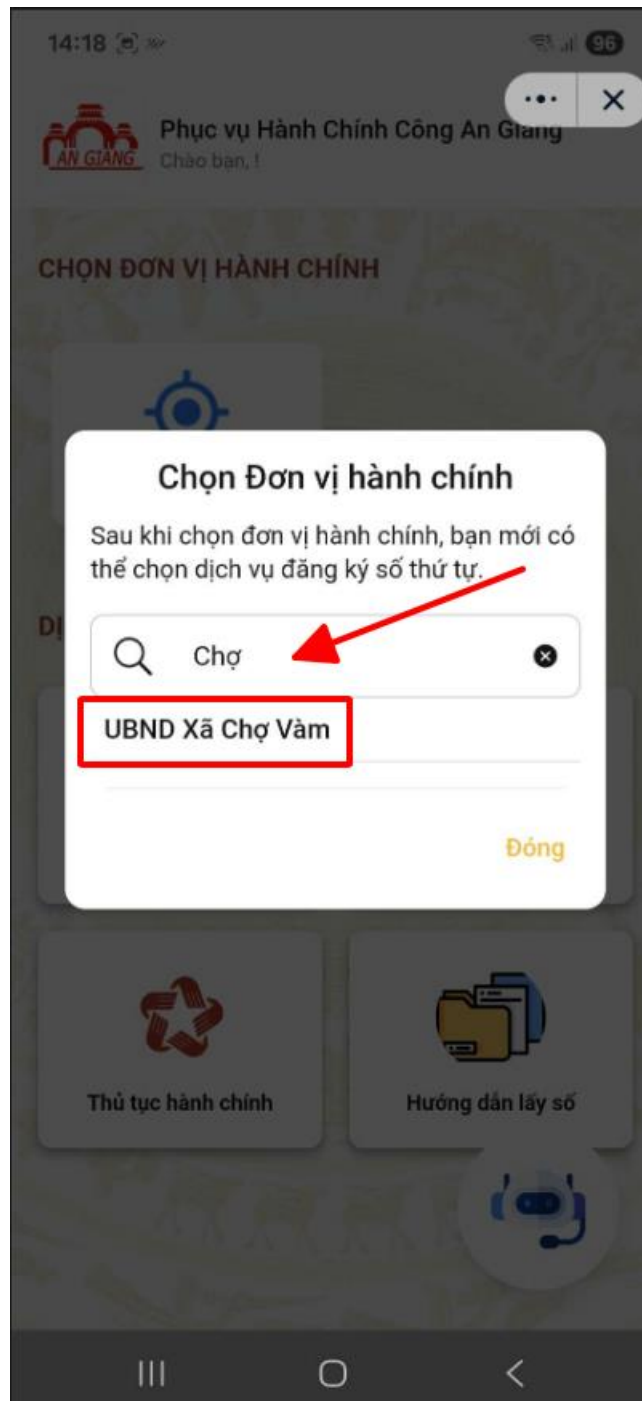 14:18
96
Phục vụ Hành Chính Công An Giang
AN GIANG
Chào bạn, !
CHỌN ĐƠN VỊ HÀNH CHÍNH
Chọn Đơn vị hành chính
Sau khi chọn đơn vị hành chính, bạn mới có
thể chọn dịch vụ đăng ký số thứ tự.
Chợ
UBND Xã Chợ Vàm
Đóng
Thủ tục hành chính
Hướng dẫn lấy số